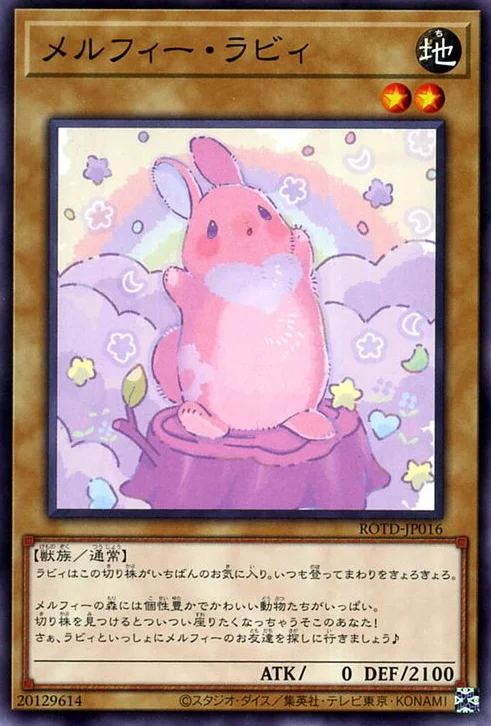 メルフィー・ラビィ
ち
地
ROTD-JP016
【獣族／通常】
ラビィはこの切り株がいちばんのお気に入り。いつも登ってまわりをきょろきょろ。
メルフィーの森には個性豊かでかわいい動物たちがいっぱい。
切り株を見つけるとついつい座りたくなっちゃうそこのあなた！
さぁ、ラビィといっしょにメルフィーのお友達を探しに行きましょう♪
ATK/ 0 DEF/2100
20129614 ©スタジオ・ダイス／集英社・テレビ東京・KONAMI